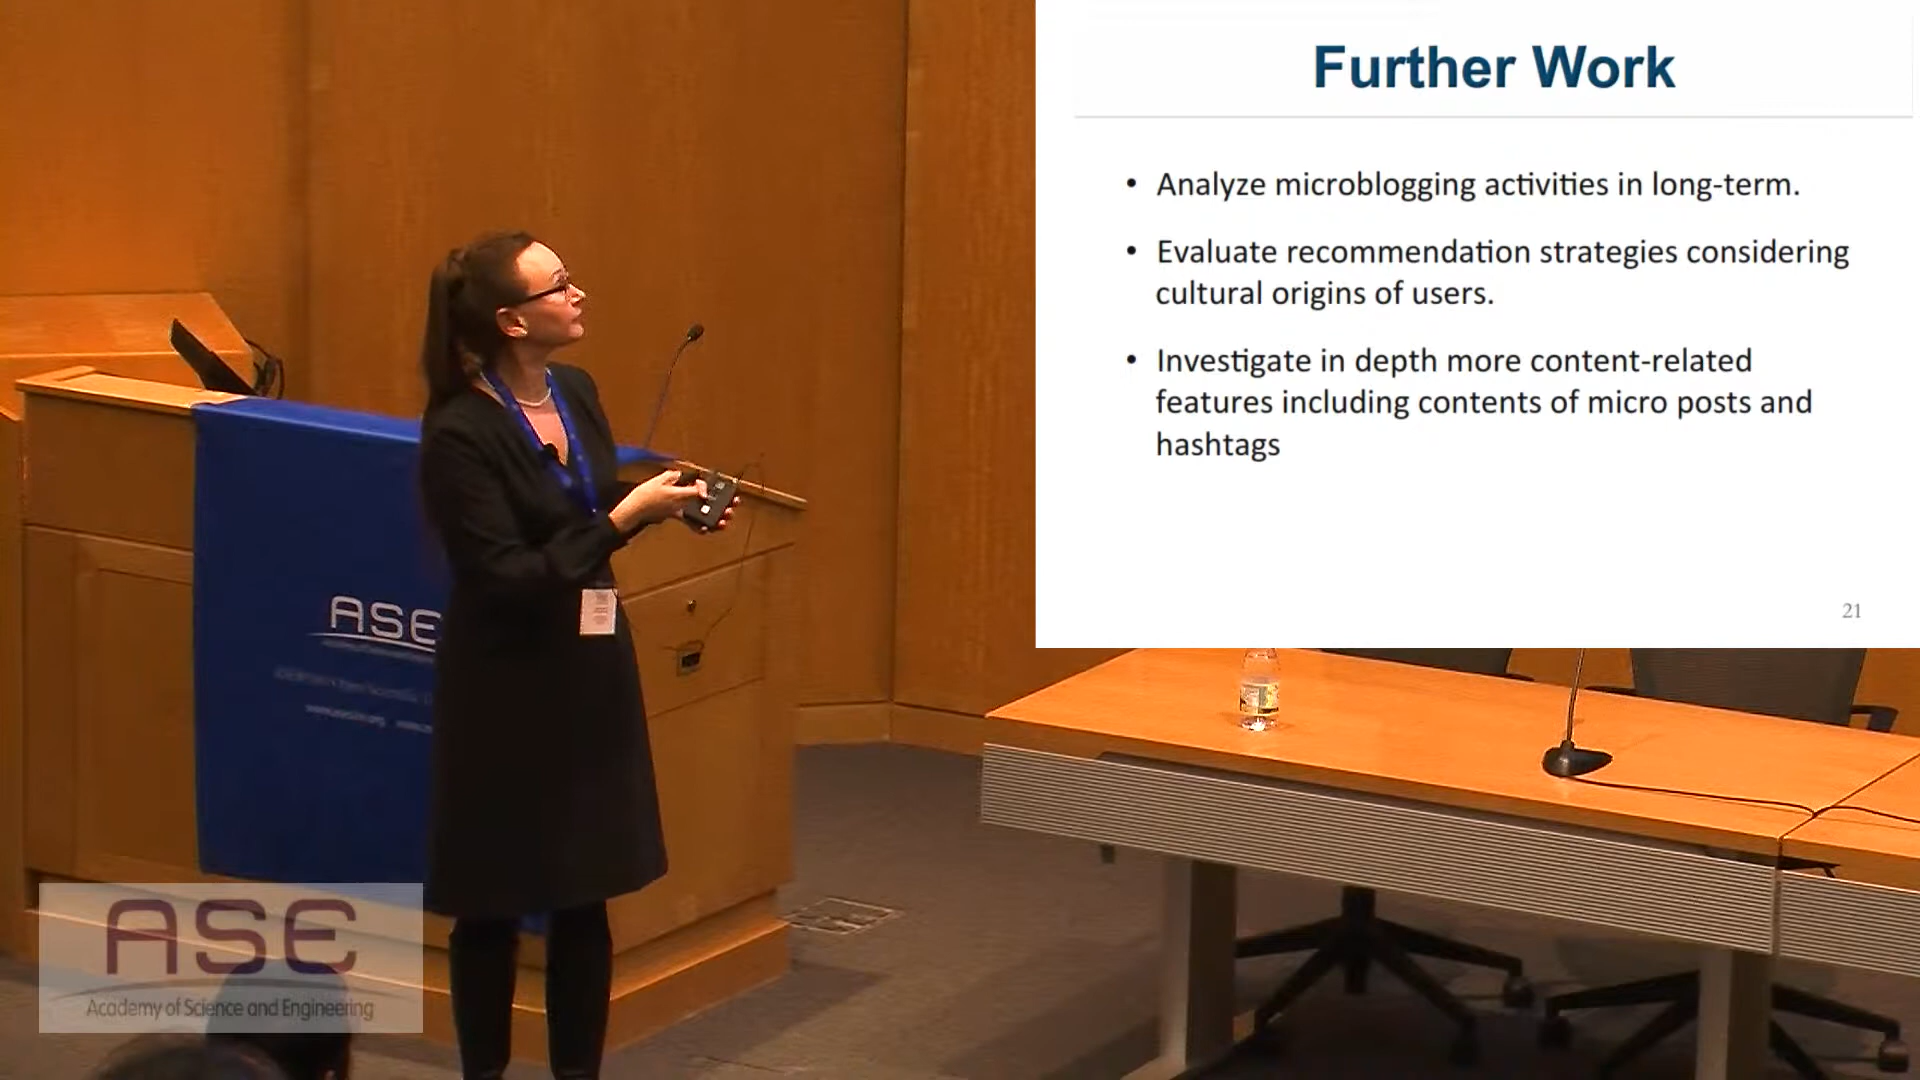 Further Work
• Analyze microblogging activities in long-term.
• Evaluate recommendation strategies considering
cultural origins of users.
• Investigate in depth more content-related
features including contents of micro posts and
hashtags
21
ASE
ASE
Academy of Science and Engineering